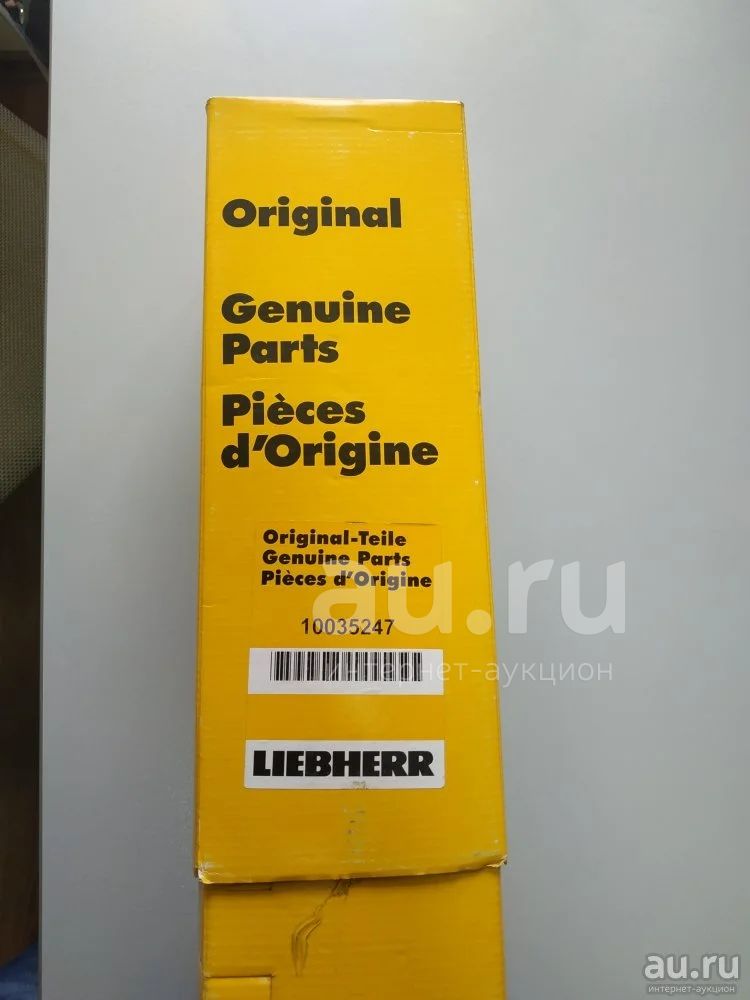 Original
Genuine
Parts
Pièces
d'Origine
Original-Teile
Genuine Parts
Pièces d'Origine
10035247
LIEBHERR
au.ru
интернет-аукцион
au.ru
интернет-аукцион